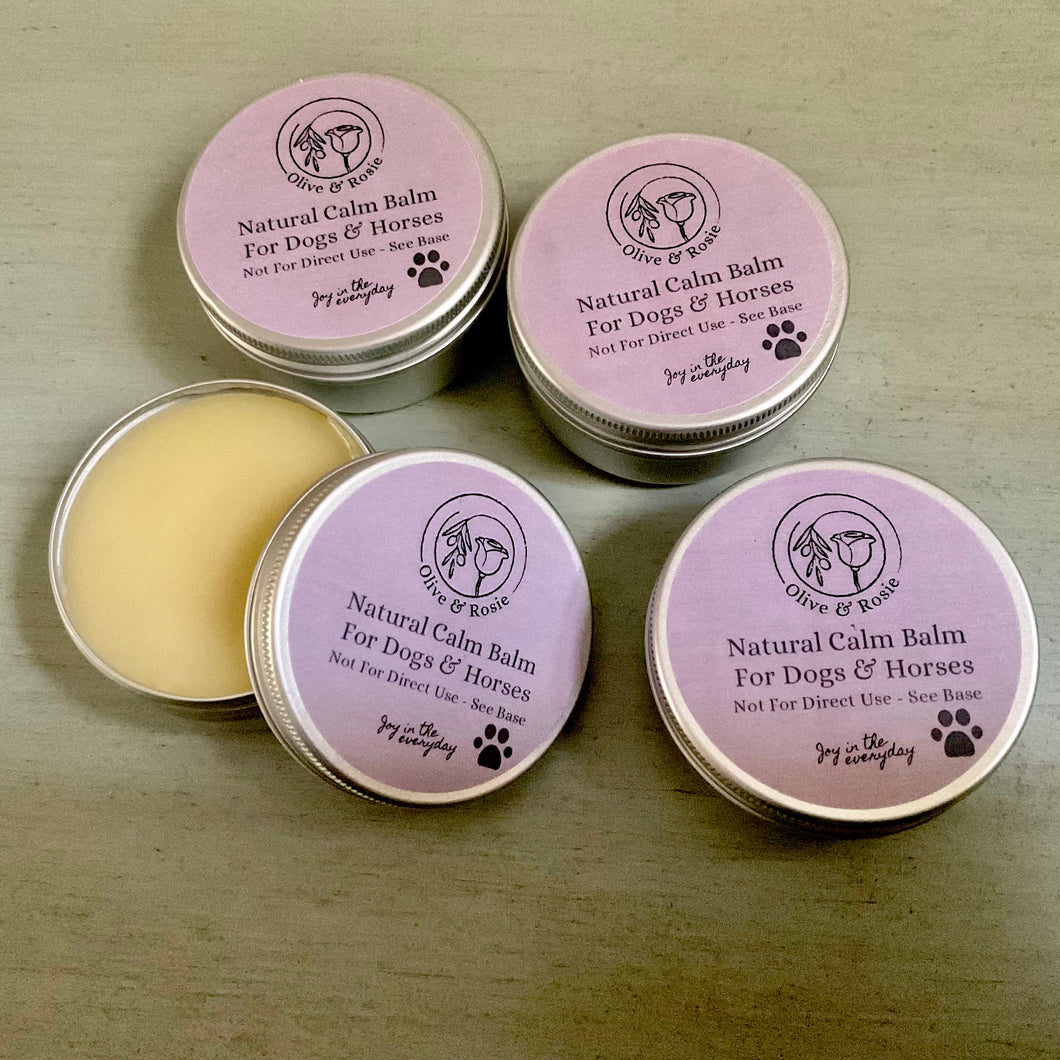 Olive & Rosie
Natural Calm Balm
For Dogs & Horses
Not For Direct Use - See Base
Joy in the
everyday
Olive & Rosie
Natural Calm Balm
For Dogs & Horses
Not For Direct Use - See Base
Joy in the
everyday
Olive & Rosie
Natural Calm Balm
For Dogs & Horses
Not For Direct Use - See Base
Joy in the
everyday
Olive & Rosie
Natural Calm Balm
For Dogs & Horses
Not For Direct Use - See Base
Joy in the
everyday